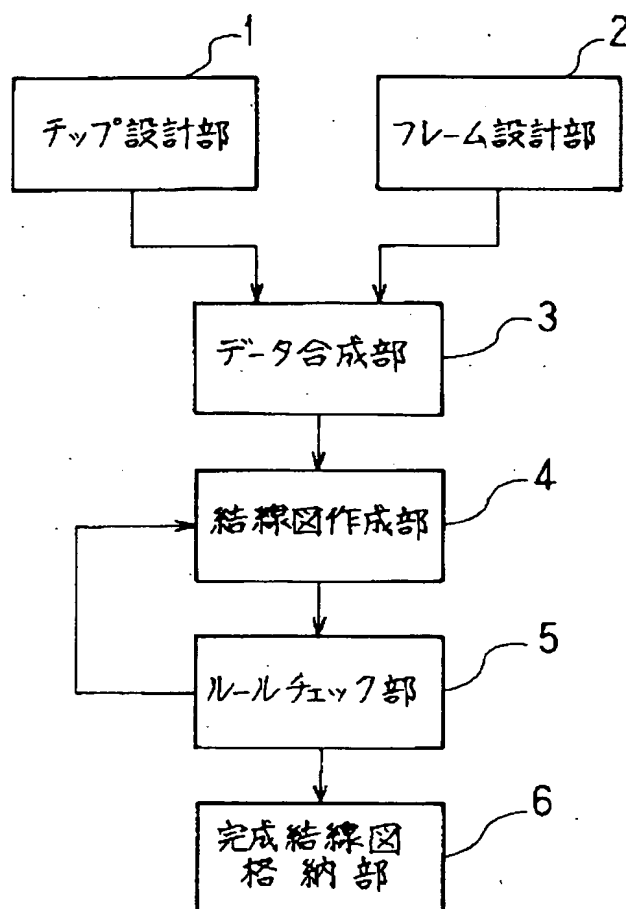 1
2
チップ設計部
フレーム設計部
3
データ合成部
4
結線図作成部
5
ルールチェック部
6
完成結線図
格納部